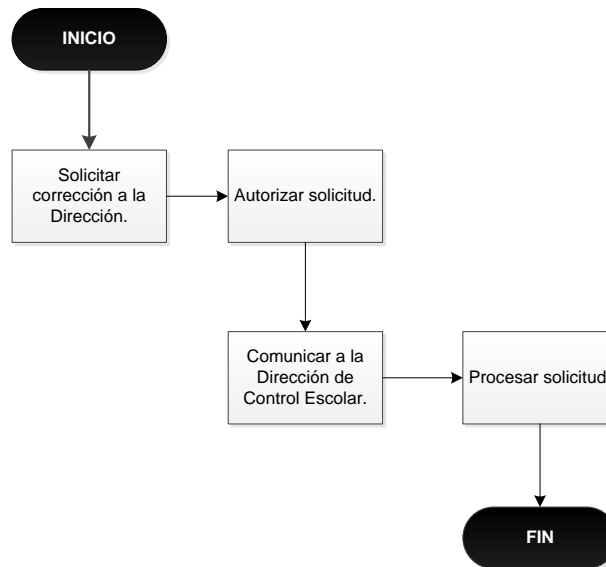 INICIO
Solicitar
corrección a la
Dirección.
Autorizar solicitud.
Comunicar a la
Dirección de
Control Escolar.
Procesar solicitud
FIN